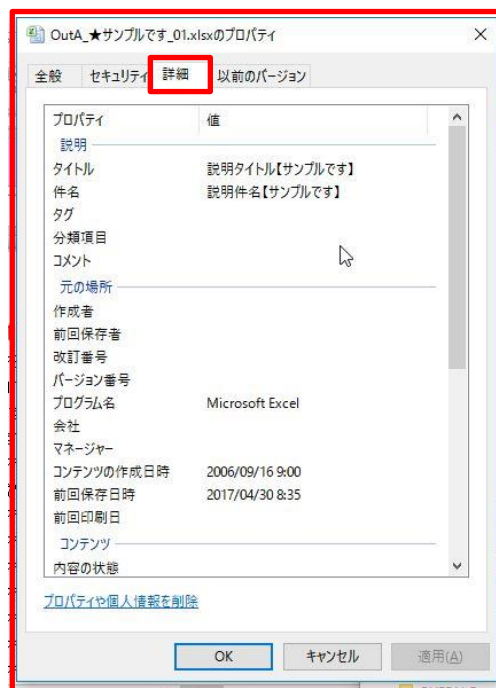 OutA_★サンプルです_01.xlsxのプロパティ
全般 セキュリティ 詳細 以前のバージョン
プロパティ 値
説明
タイトル 説明タイトル【サンプルです】
件名 説明件名【サンプルです】
タグ
分類項目
コメント
元の場所
作成者
前回保存者
改訂番号
バージョン番号
プログラム名 Microsoft Excel
会社
マネージャー
コンテンツの作成日時 2006/09/16 9:00
前回保存日時 2017/04/30 8:35
前回印刷日
コンテンツ
内容の状態
プロパティや個人情報を削除
OK キャンセル 適用(A)